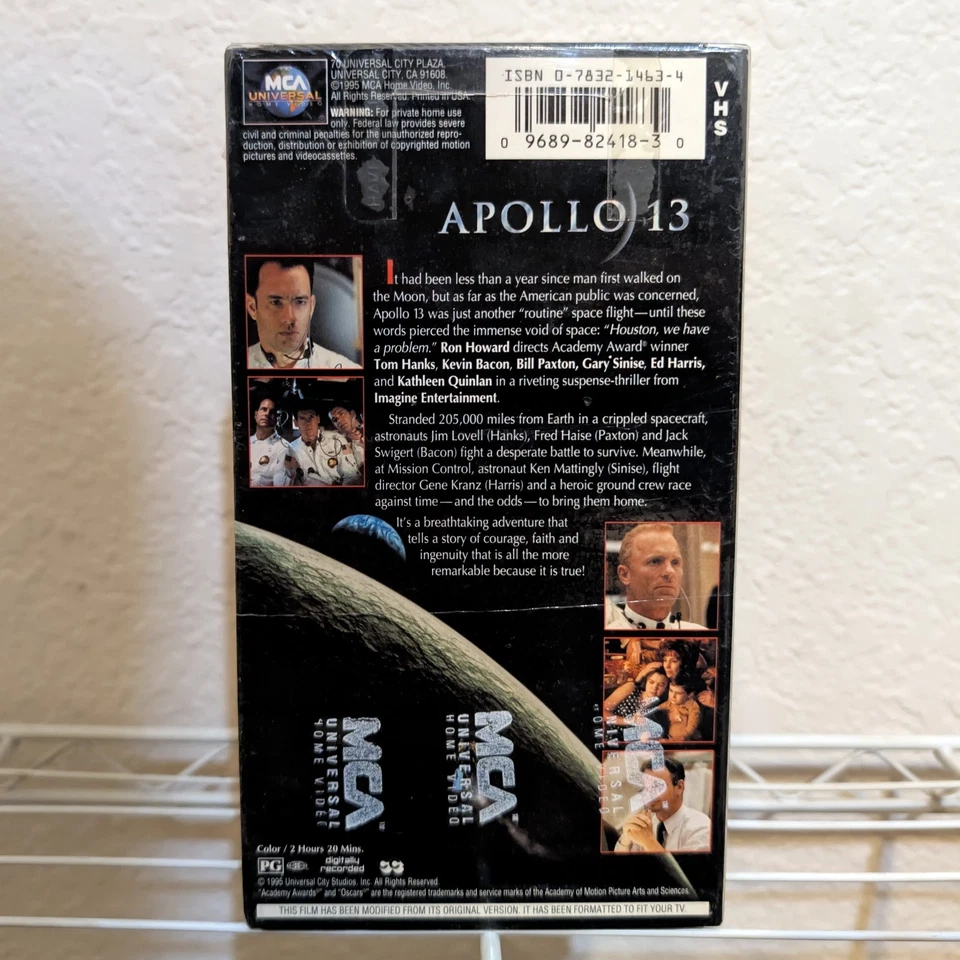 MCA
UNIVERSAL
HOME VIDEO
70 UNIVERSAL CITY PLAZA,
UNIVERSAL CITY, CA 91608.
©1995 MCA Home Video, Inc.
All Rights Reserved. Printed in USA.
WARNING: For private home use
only. Federal law provides severe
civil and criminal penalties for the unauthorized repro-
duction, distribution or exhibition of copyrighted motion
pictures and videocassettes.
ISBN 0-7832-1463-4
0 9689-82418-3 0
VHS
APOLLO 13
It had been less than a year since man first walked on
the Moon, but as far as the American public was concerned,
Apollo 13 was just another “routine” space flight—until these
words pierced the immense void of space: “Houston, we have
a problem.” Ron Howard directs Academy Award® winner
Tom Hanks, Kevin Bacon, Bill Paxton, Gary Sinise, Ed Harris,
and Kathleen Quinlan in a riveting suspense-thriller from
Imagine Entertainment.
Stranded 205,000 miles from Earth in a crippled spacecraft,
astronauts Jim Lovell (Hanks), Fred Haise (Paxton) and Jack
Swigert (Bacon) fight a desperate battle to survive. Meanwhile,
at Mission Control, astronaut Ken Mattingly (Sinise), flight
director Gene Kranz (Harris) and a heroic ground crew race
against time—and the odds—to bring them home.
It's a breathtaking adventure that
tells a story of courage, faith and
ingenuity that is all the more
remarkable because it is true!
MCA™
UNIVERSAL
HOME VIDEO
MCA™
UNIVERSAL
HOME VIDEO
MCA™
UNIVERSAL
HOME VIDEO
Color / 2 Hours 20 Mins.
PG
digitally
recorded
© 1995 Universal City Studios, Inc. All Rights Reserved.
"Academy Awards®" and "Oscars®" are the registered trademarks and service marks of the Academy of Motion Picture Arts and Sciences.
THIS FILM HAS BEEN MODIFIED FROM ITS ORIGINAL VERSION. IT HAS BEEN FORMATTED TO FIT YOUR TV.